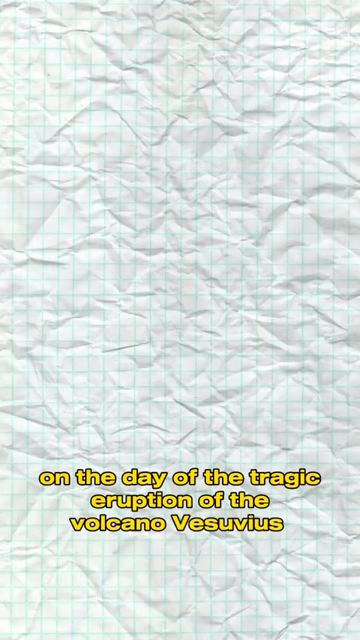 on the day of the tragic
eruption of the
volcano Vesuvius